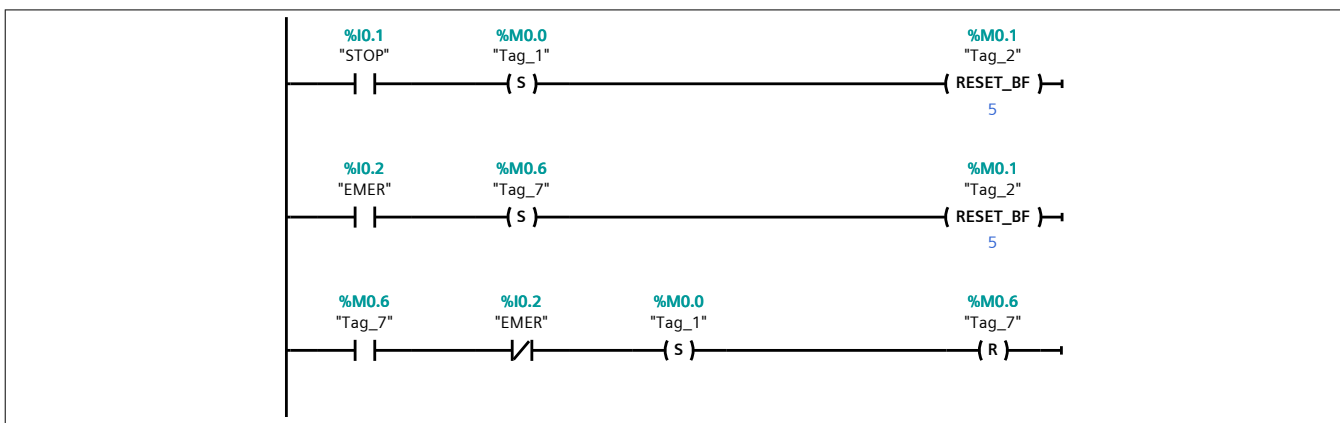 %I0.1 %M0.0 %M0.1
"STOP" "Tag_1" "Tag_2"
S RESET_BF
5
%I0.2 %M0.6 %M0.1
"EMER" "Tag_7" "Tag_2"
S RESET_BF
5
%M0.6 %I0.2 %M0.0 %M0.6
"Tag_7" "EMER" "Tag_1" "Tag_7"
S R